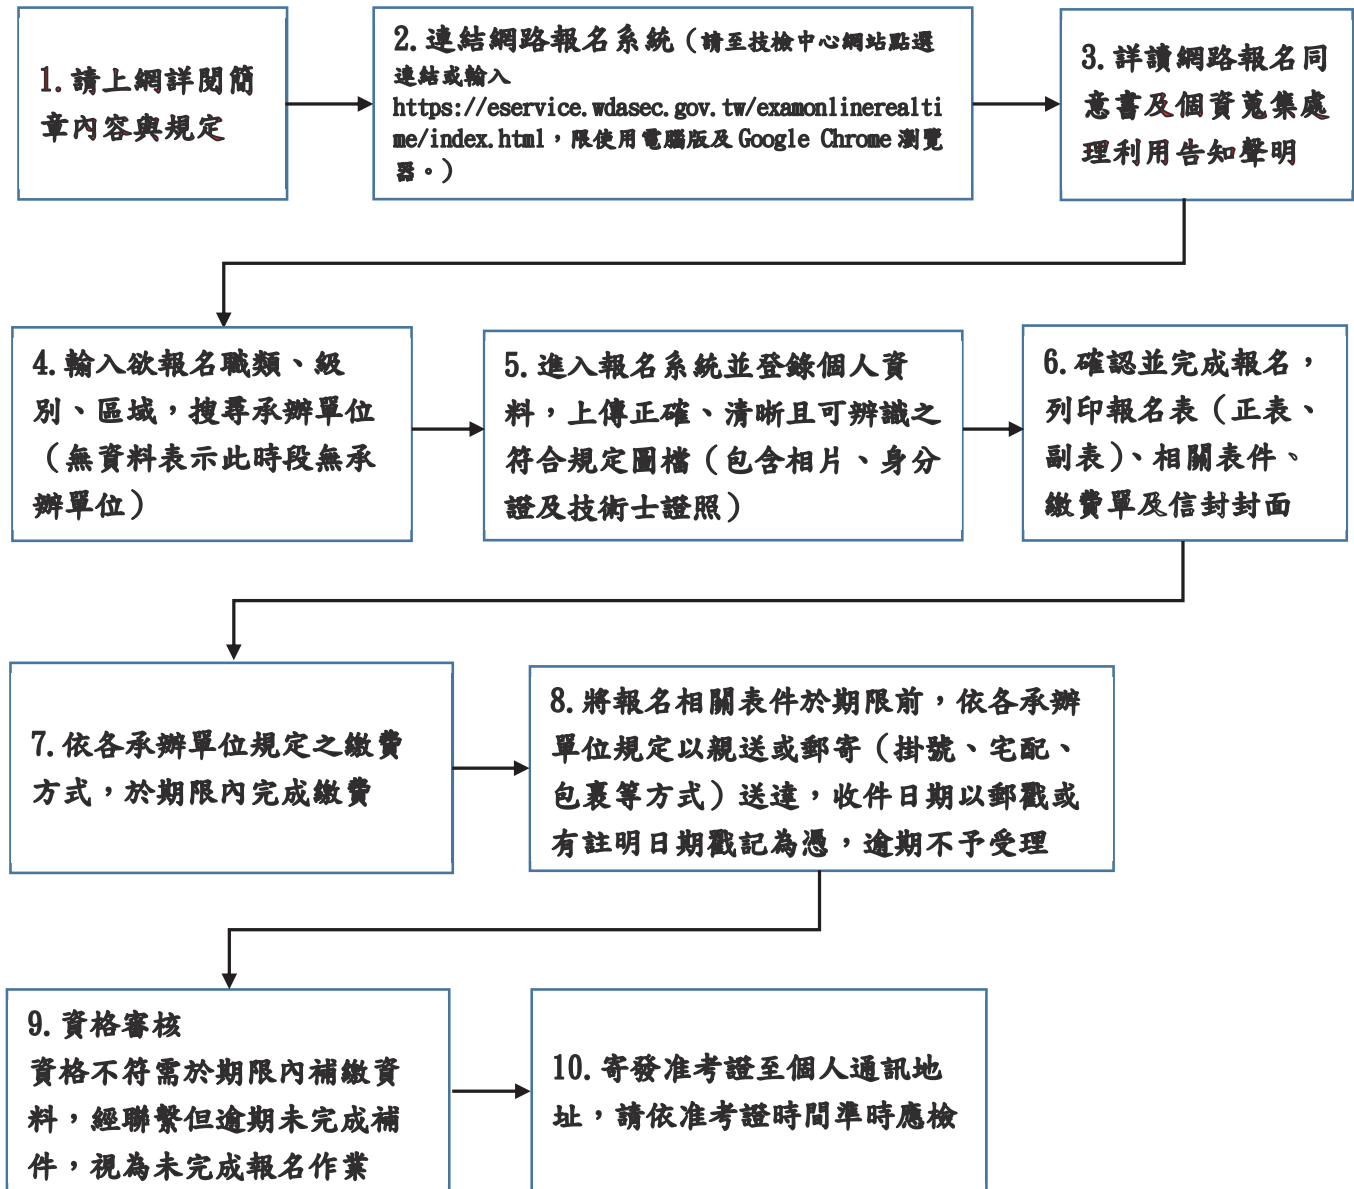 1.請上網詳閱簡
章內容與規定
2.連結網路報名系統（請至技檢中心網站點選
連結或輸入
https://eservice.wdasec.gov.tw/examonlinerealti
me/index.html，限使用電腦版及 Google Chrome 瀏覽
器。）
3.詳讀網路報名同
意書及個資蒐集處
理利用告知聲明
4.輸入欲報名職類、級
別、區域，搜尋承辦單位
（無資料表示此時段無承
辦單位）
5.進入報名系統並登錄個人資
料，上傳正確、清晰且可辨識之
符合規定圖檔（包含相片、身分
證及技術士證照）
6.確認並完成報名，
列印報名表（正表、
副表）、相關表件、
繳費單及信封封面
7.依各承辦單位規定之繳費
方式，於期限內完成繳費
8.將報名相關表件於期限前，依各承辦
單位規定以親送或郵寄（掛號、宅配、
包裹等方式）送達，收件日期以郵戳或
有註明日期戳記為憑，逾期不予受理
9.資格審核
資格不符需於期限內補繳資
料，經聯繫但逾期未完成補
件，視為未完成報名作業
10.寄發准考證至個人通訊地
址，請依准考證時間準時應檢